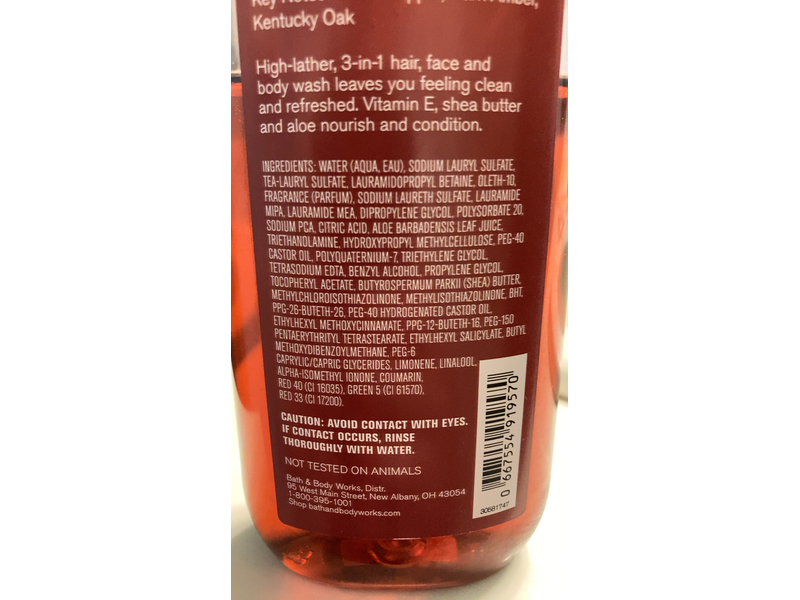 Key Notes Amber,
Kentucky Oak
High-lather, 3-in-1 hair, face and
body wash leaves you feeling clean
and refreshed. Vitamin E, shea butter
and aloe nourish and condition.
INGREDIENTS: WATER (AQUA, EAU), SODIUM LAURYL SULFATE,
TEA-LAURYL SULFATE, LAURAMIDOPROPYL BETAINE, OLETH-10,
FRAGRANCE (PARFUM), SODIUM LAURETH SULFATE, LAURAMIDE
MIPA, LAURAMIDE MEA, DIPROPYLENE GLYCOL, POLYSORBATE 20,
SODIUM PCA, CITRIC ACID, ALOE BARBADENSIS LEAF JUICE,
TRIETHANOLAMINE, HYDROXYPROPYL METHYLCELLULOSE, PEG-40
CASTOR OIL, POLYQUATERNIUM-7, TRIETHYLENE GLYCOL,
TETRASODIUM EDTA, BENZYL ALCOHOL, PROPYLENE GLYCOL,
TOCOPHERYL ACETATE, BUTYROSPERMUM PARKII (SHEA) BUTTER,
METHYLCHLOROISOTHIAZOLINONE, METHYLISOTHIAZOLINONE, BHT,
PPG-26-BUTETH-26, PEG-40 HYDROGENATED CASTOR OIL,
ETHYLHEXYL METHOXYCINNAMATE, PPG-12-BUTETH-16, PEG-150
PENTAERYTHRITYL TETRASTEARATE, ETHYLHEXYL SALICYLATE, BUTYL
METHOXYDIBENZOYLMETHANE, PEG-6
CAPRYLIC/CAPRIC GLYCERIDES, LIMONENE, LINALOOL,
ALPHA-ISOMETHYL IONONE, COUMARIN,
RED 40 (CI 16035), GREEN 5 (CI 61570),
RED 33 (CI 17200).
CAUTION: AVOID CONTACT WITH EYES.
IF CONTACT OCCURS, RINSE
THOROUGHLY WITH WATER.
NOT TESTED ON ANIMALS
Bath & Body Works, Distr.
95 West Main Street, New Albany, OH 43054
1-800-395-1001
Shop bathandbodyworks.com
0 667554 919570
30581747